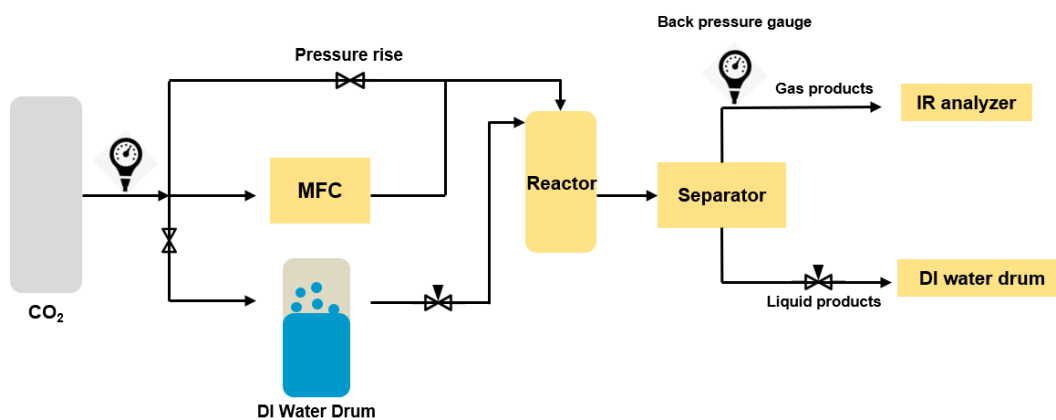 Back pressure gauge
Pressure rise
Gas products
IR analyzer
MFC
Reactor
Separator
CO₂
Liquid products
DI water drum
DI Water Drum